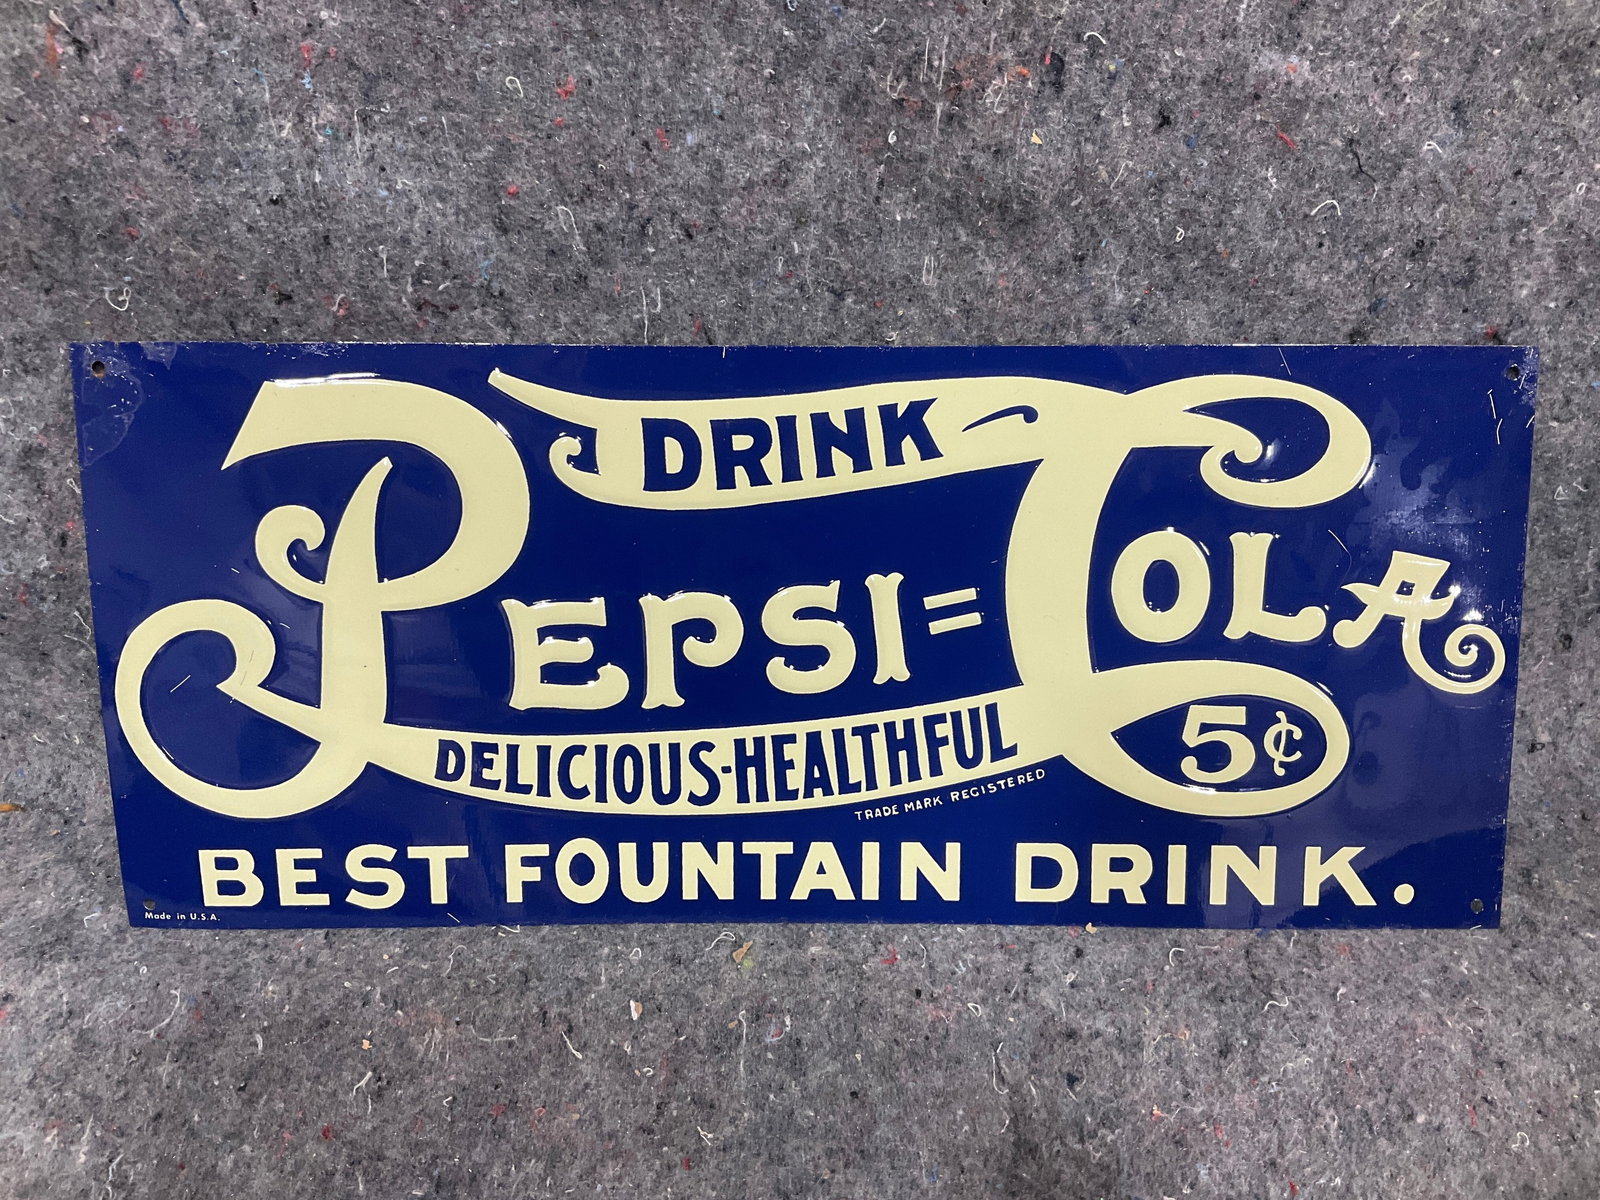 DRINK
PEPSI=COLA
5¢
DELICIOUS-HEALTHFUL
TRADE MARK REGISTERED
BEST FOUNTAIN DRINK.
Made in U.S.A.